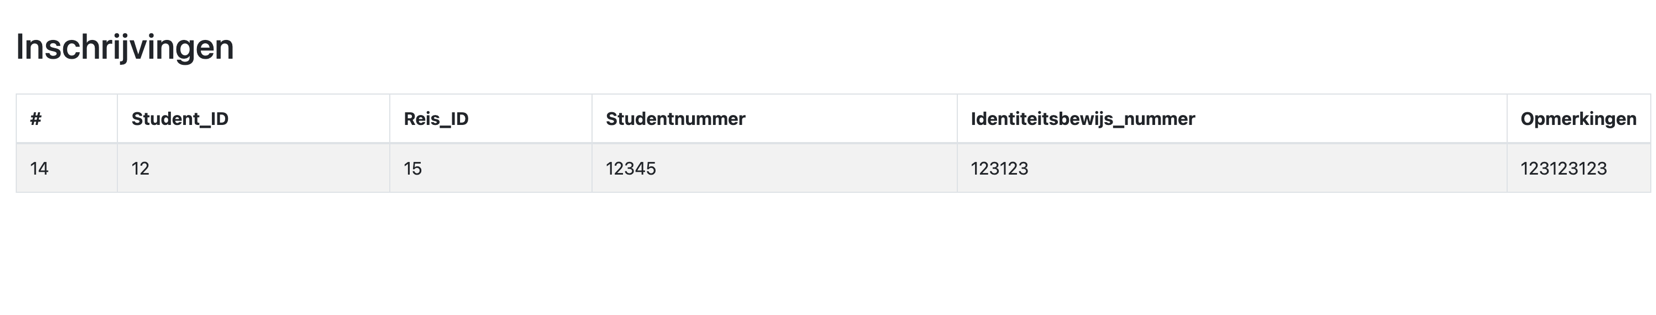 Inschrijvingen
# Student_ID Reis_ID Studentnummer Identiteitsbewijs_nummer Opmerkingen
14 12 15 12345 123123 123123123